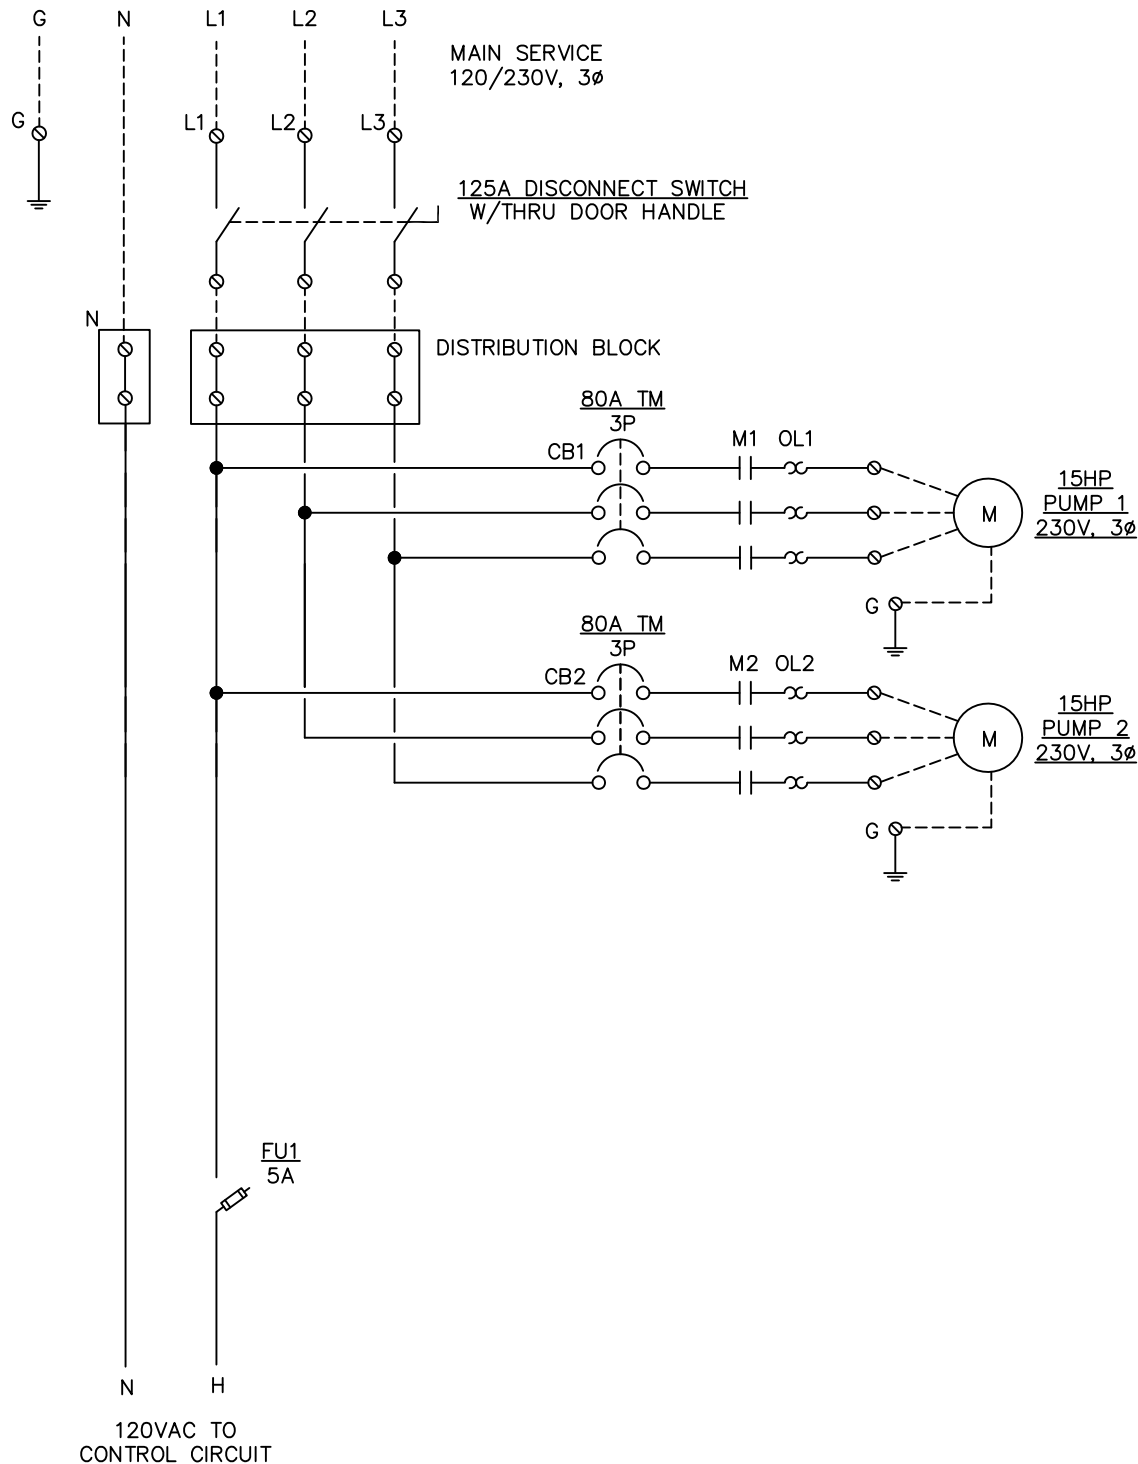 G N L1 L2 L3
MAIN SERVICE
120/230V, 3ø
G L1 L2 L3
125A DISCONNECT SWITCH
W/THRU DOOR HANDLE
N
DISTRIBUTION BLOCK
80A TM
3P
CB1 M1 OL1
M
15HP
PUMP 1
230V, 3ø
G
80A TM
3P
CB2 M2 OL2
M
15HP
PUMP 2
230V, 3ø
G
FU1
5A
N H
120VAC TO
CONTROL CIRCUIT